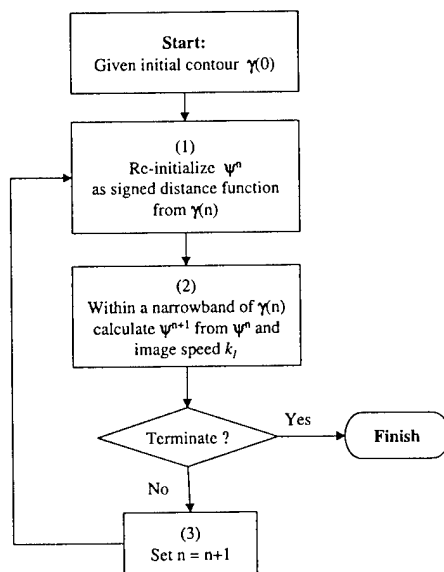 Start:
Given initial contour γ(0)
(1)
Re-initialize ψⁿ
as signed distance function
from γ(n)
(2)
Within a narrowband of γ(n)
calculate ψⁿ⁺¹ from ψⁿ and
image speed k_I
Terminate ?
Yes
Finish
No
(3)
Set n = n+1